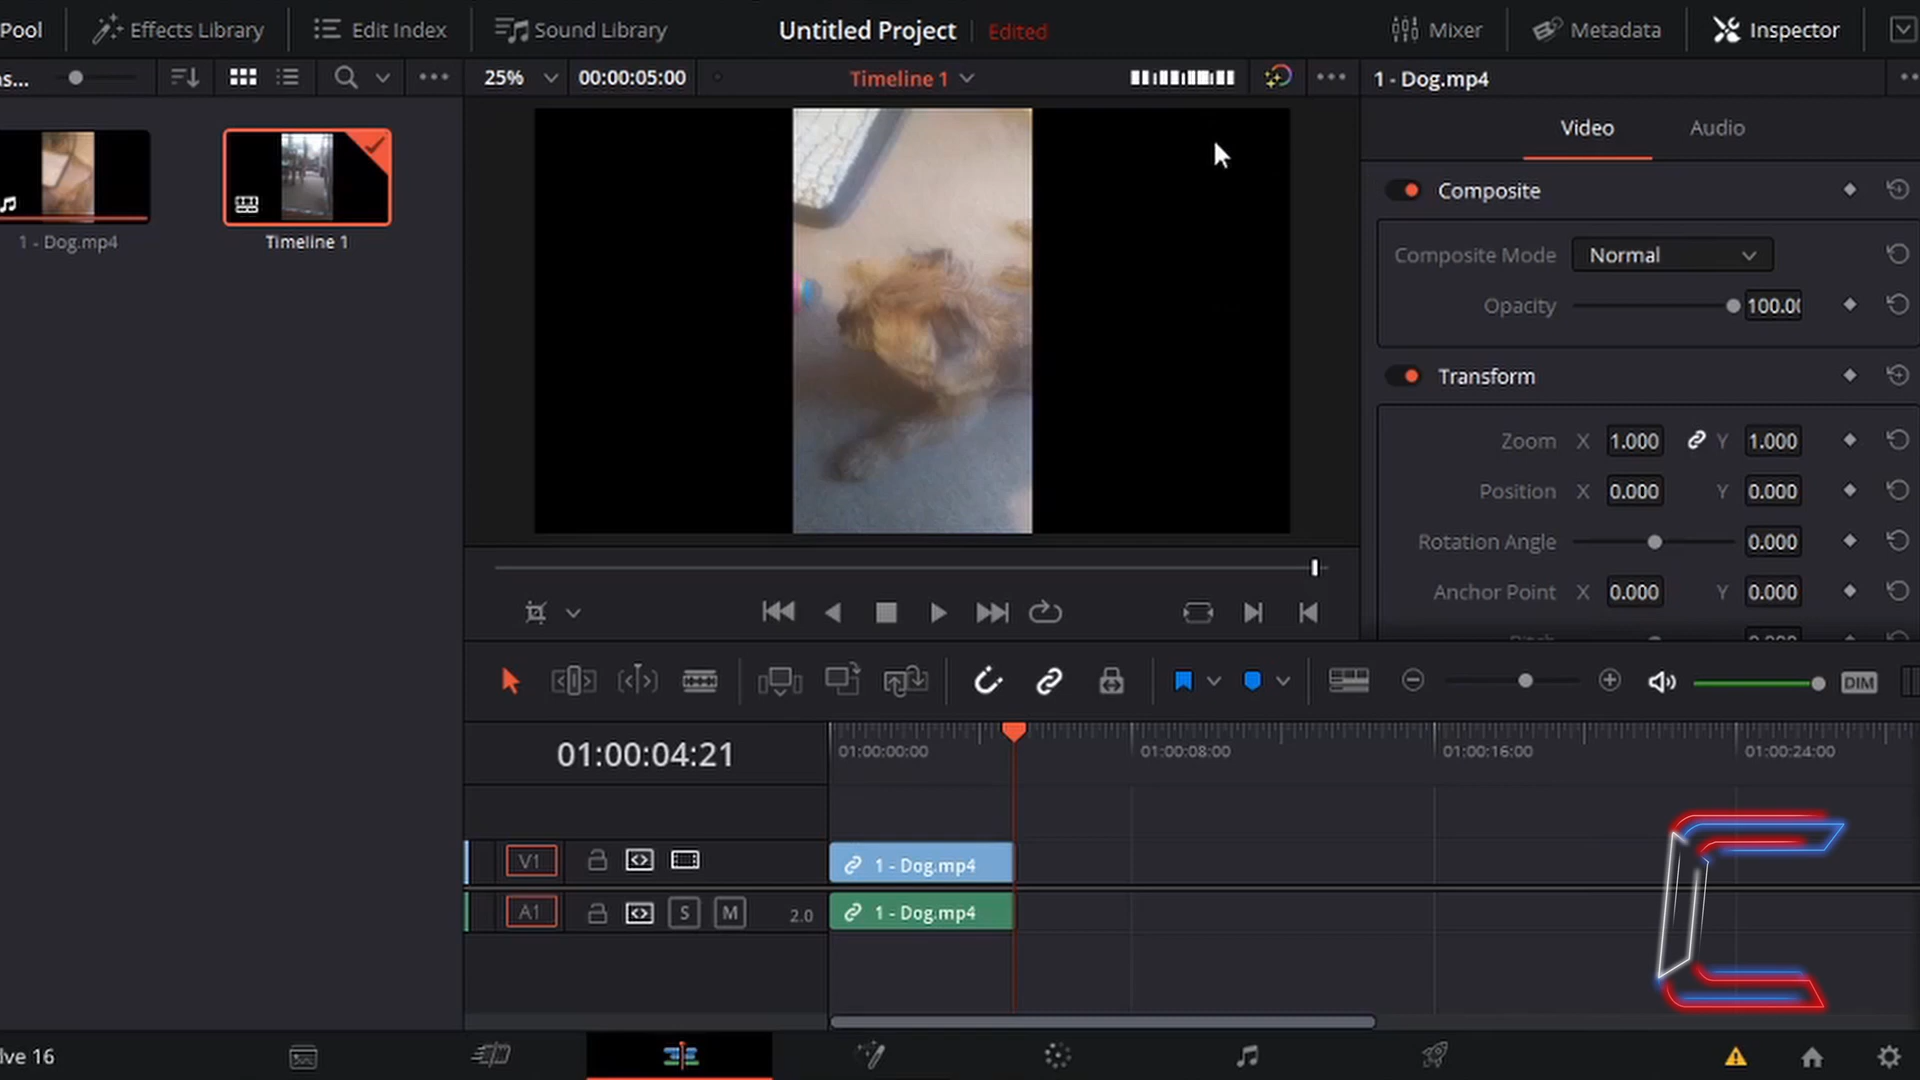 Pool
Effects Library
Edit Index
Sound Library
Untitled Project
Edited
Mixer
Metadata
Inspector
s...
25%
00:00:05:00
Timeline 1
1 - Dog.mp4
Video
Audio
1 - Dog.mp4
Timeline 1
Composite
Composite Mode
Normal
Opacity
100.0
Transform
Zoom X 1.000 Y 1.000
Position X 0.000 Y 0.000
Rotation Angle 0.000
Anchor Point X 0.000 Y 0.000
DIM
01:00:04:21
01:00:00:00
01:00:08:00
01:00:16:00
01:00:24:00
V1
1 - Dog.mp4
A1
S
M
2.0
1 - Dog.mp4
lve 16